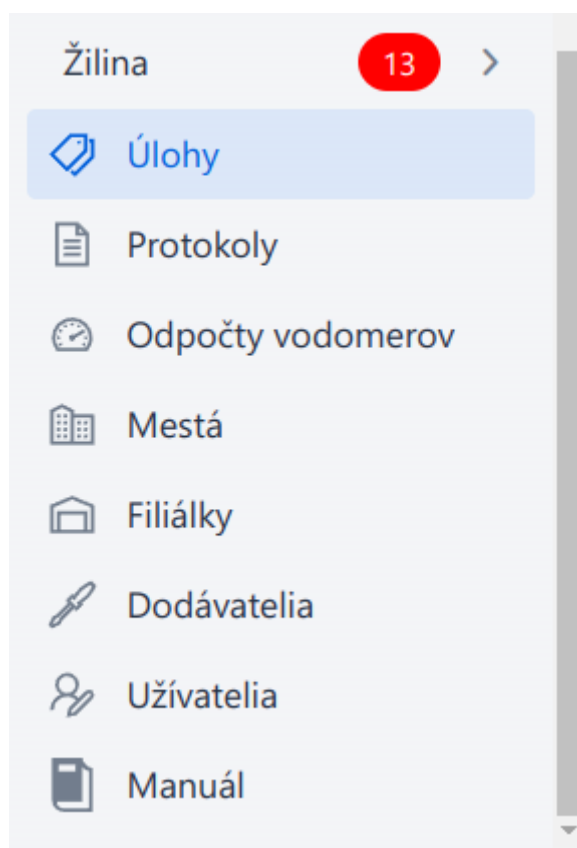 Žilina 13
Úlohy
Protokoly
Odpočty vodomerov
Mestá
Filiálky
Dodávatelia
Užívatelia
Manuál